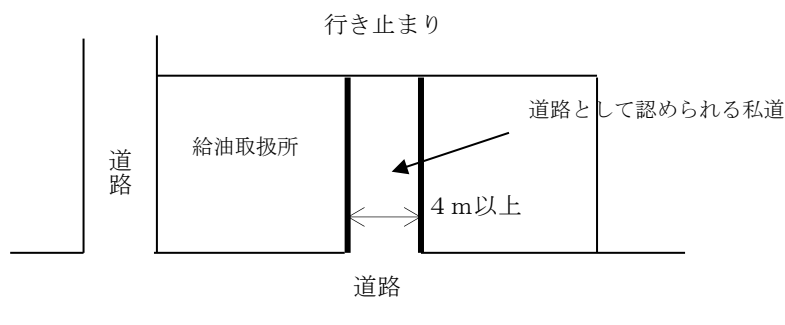 行き止まり
道路として認められる私道
給油取扱所
道路
４ｍ以上
道路